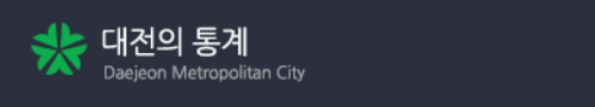 대전의 통계
Daejeon Metropolitan City